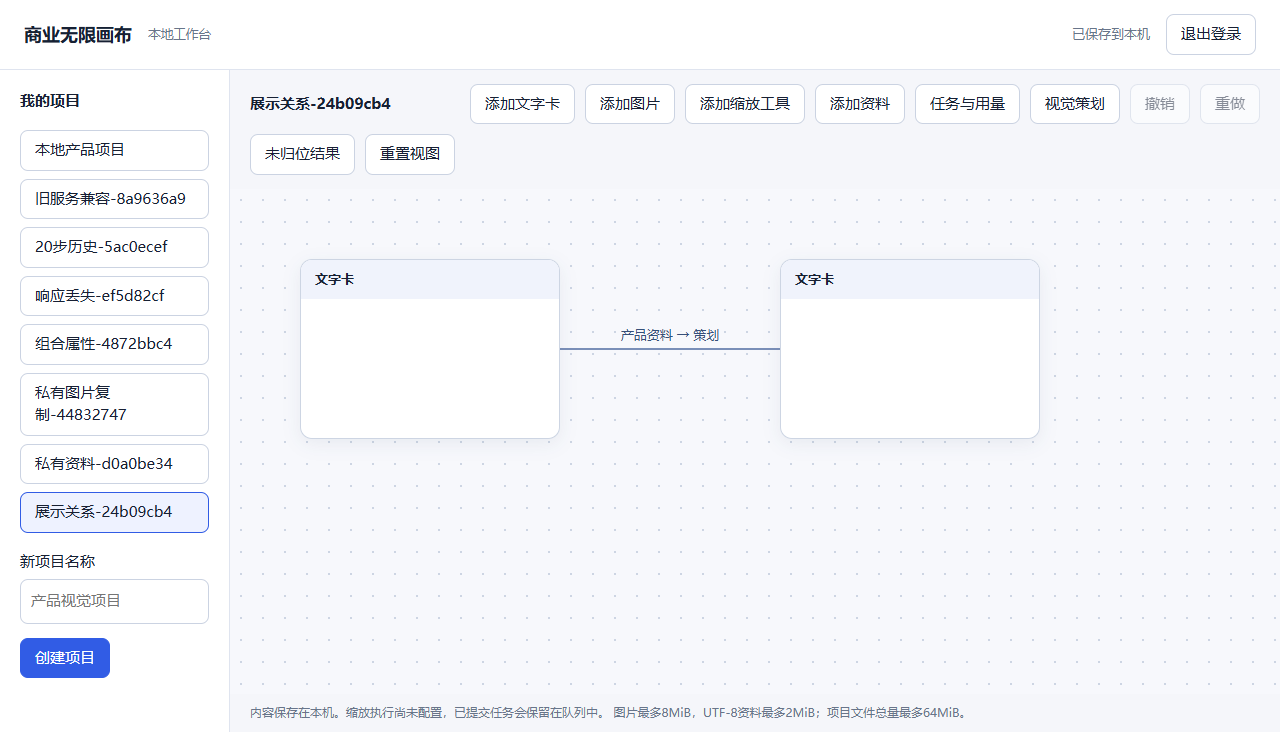 商业无限画布
本地工作台
已保存到本机
退出登录
我的项目
本地产品项目
旧服务兼容-8a9636a9
20步历史-5ac0ecef
响应丢失-ef5d82cf
组合属性-4872bbc4
私有图片复
制-44832747
私有资料-d0a0be34
展示关系-24b09cb4
新项目名称
产品视觉项目
创建项目
展示关系-24b09cb4
添加文字卡
添加图片
添加缩放工具
添加资料
任务与用量
视觉策划
撤销
重做
未归位结果
重置视图
文字卡
产品资料 → 策划
文字卡
内容保存在本机。缩放执行尚未配置，已提交任务会保留在队列中。 图片最多8MiB，UTF-8资料最多2MiB；项目文件总量最多64MiB。